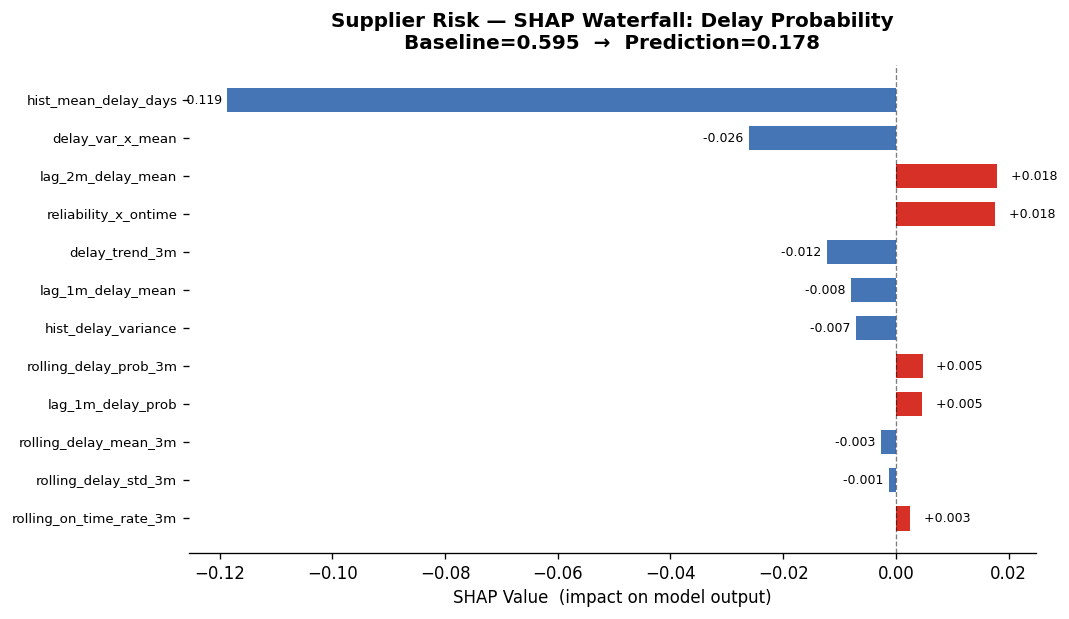 Supplier Risk — SHAP Waterfall: Delay Probability
Baseline=0.595 → Prediction=0.178
hist_mean_delay_days -0.119
delay_var_x_mean -0.026
lag_2m_delay_mean +0.018
reliability_x_ontime +0.018
delay_trend_3m -0.012
lag_1m_delay_mean -0.008
hist_delay_variance -0.007
rolling_delay_prob_3m +0.005
lag_1m_delay_prob +0.005
rolling_delay_mean_3m -0.003
rolling_delay_std_3m -0.001
rolling_on_time_rate_3m +0.003
−0.12 −0.10 −0.08 −0.06 −0.04 −0.02 0.00 0.02
SHAP Value (impact on model output)